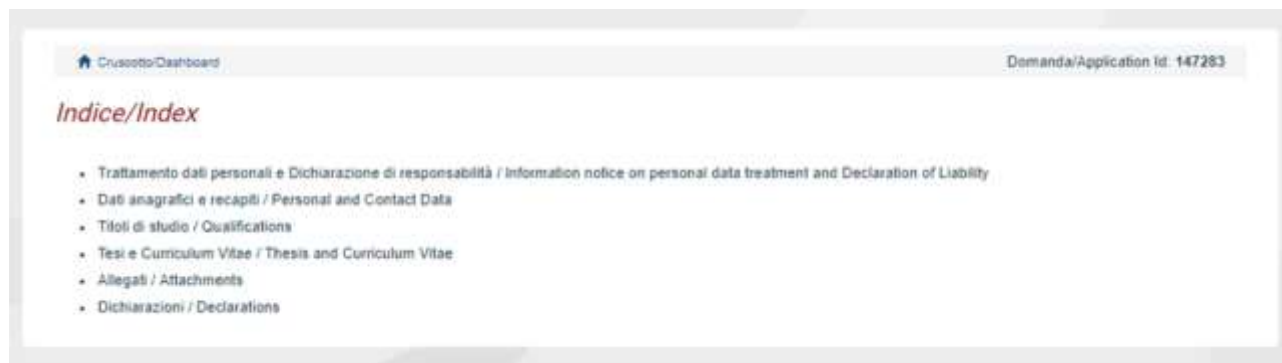 Cruscotto/Dashboard
Domanda/Application Id: 147283
Indice/Index
Trattamento dati personali e Dichiarazione di responsabilità / Information notice on personal data treatment and Declaration of Liability
Dati anagrafici e recapiti / Personal and Contact Data
Titoli di studio / Qualifications
Tesi e Curriculum Vitae / Thesis and Curriculum Vitae
Allegati / Attachments
Dichiarazioni / Declarations